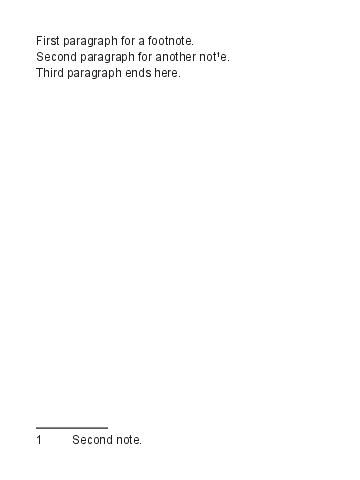 First paragraph for a footnote.
Second paragraph for another not¹e.
Third paragraph ends here.
1 Second note.